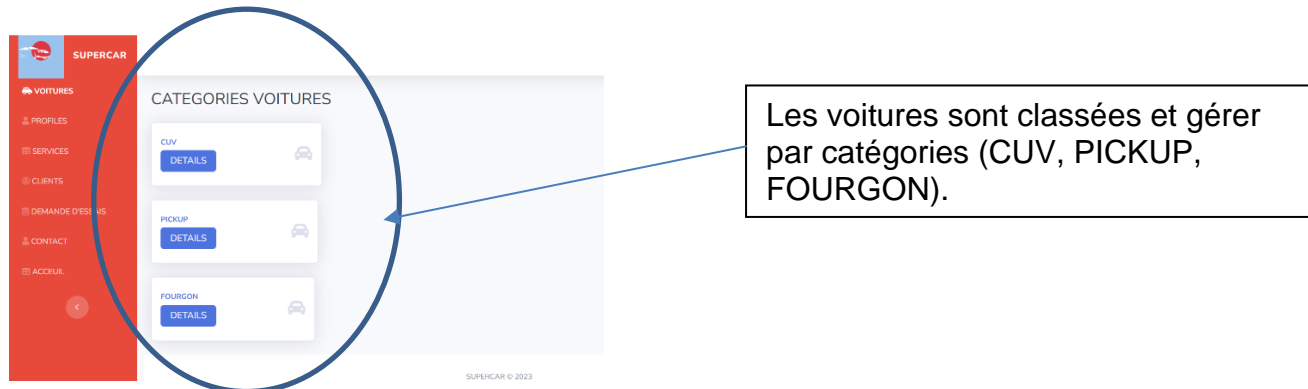 SUPERCAR
VOITURES
PROFILES
SERVICES
CLIENTS
DEMANDE D'ESSAIS
CONTACT
ACCEUIL
CATEGORIES VOITURES
CUV
DETAILS
PICKUP
DETAILS
FOURGON
DETAILS
SUPERCAR © 2023
Les voitures sont classées et gérer
par catégories (CUV, PICKUP,
FOURGON).